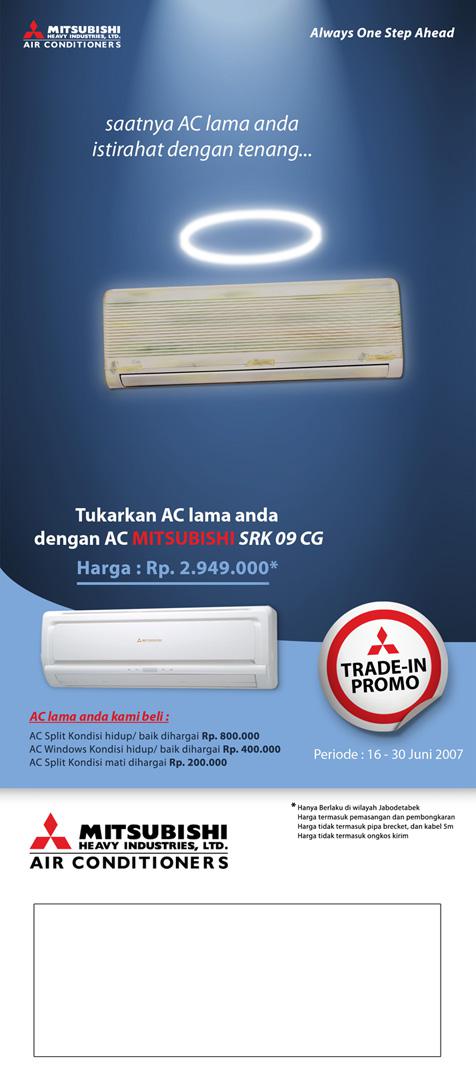 MITSUBISHI
HEAVY INDUSTRIES, LTD.
AIR CONDITIONERS
Always One Step Ahead
saatnya AC lama anda
istirahat dengan tenang...
Tukarkan AC lama anda
dengan AC MITSUBISHI SRK 09 CG
Harga : Rp. 2.949.000*
MITSUBISHI
TRADE-IN
PROMO
AC lama anda kami beli :
AC Split Kondisi hidup/ baik dihargai Rp. 800.000
AC Windows Kondisi hidup/ baik dihargai Rp. 400.000
AC Split Kondisi mati dihargai Rp. 200.000
Periode : 16 - 30 Juni 2007
* Hanya Berlaku di wilayah Jabodetabek
Harga termasuk pemasangan dan pembongkaran
Harga tidak termasuk pipa brecket, dan kabel 5m
Harga tidak termasuk ongkos kirim
MITSUBISHI
HEAVY INDUSTRIES, LTD.
AIR CONDITIONERS